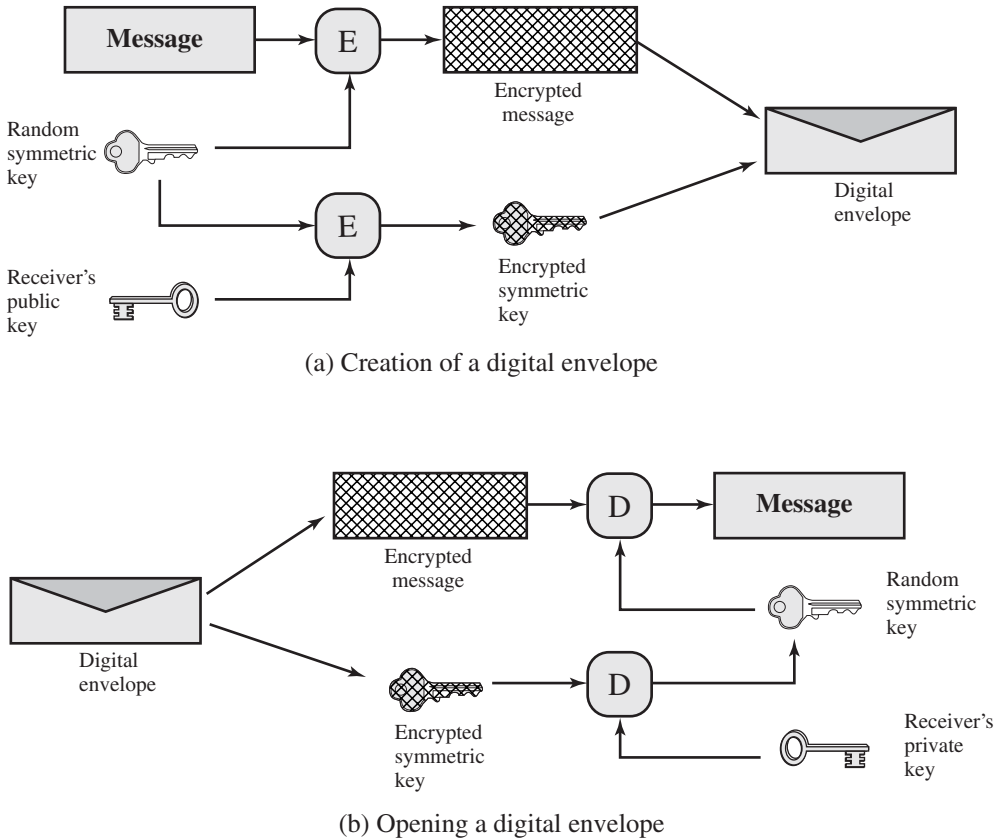 Message
E
Encrypted
message
Random
symmetric
key
Digital
envelope
E
Encrypted
symmetric
key
Receiver's
public
key
(a) Creation of a digital envelope
D
Message
Encrypted
message
Random
symmetric
key
Digital
envelope
D
Encrypted
symmetric
key
Receiver's
private
key
(b) Opening a digital envelope